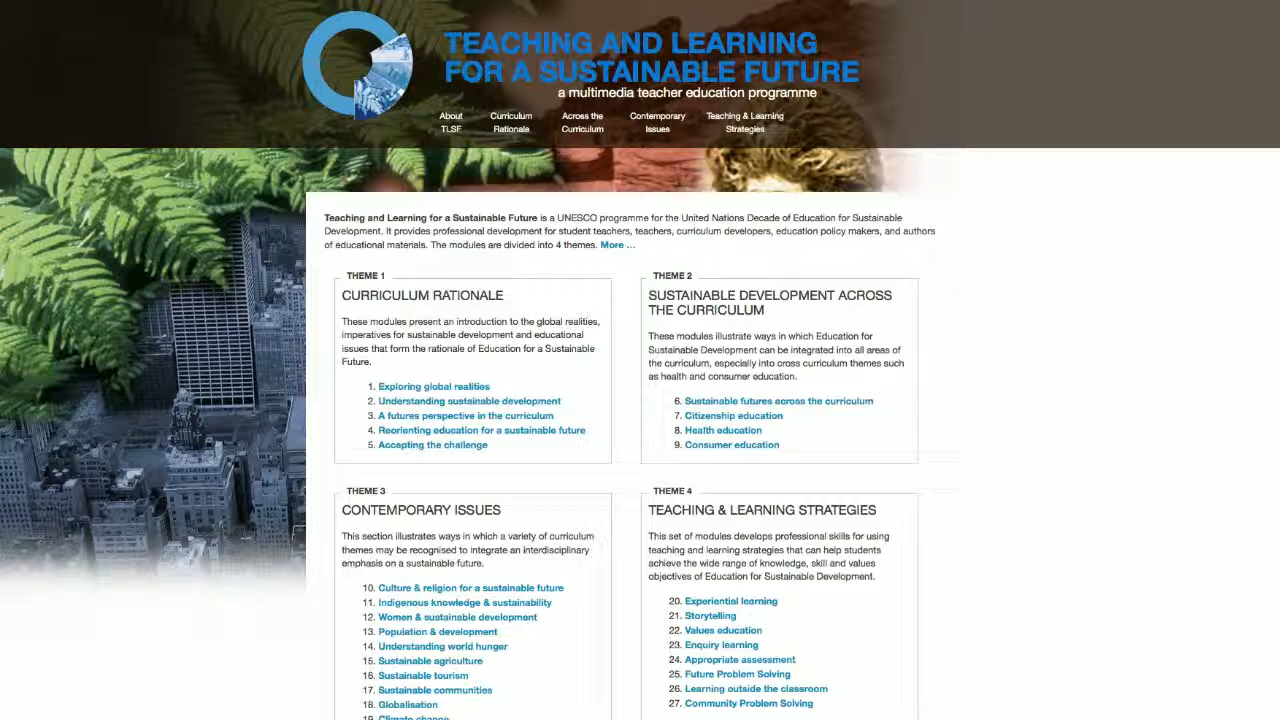 TEACHING AND LEARNING
FOR A SUSTAINABLE FUTURE
a multimedia teacher education programme
About
TLSF
Curriculum
Rationale
Across the
Curriculum
Contemporary
Issues
Teaching & Learning
Strategies
Teaching and Learning for a Sustainable Future is a UNESCO programme for the United Nations Decade of Education for Sustainable
Development. It provides professional development for student teachers, teachers, curriculum developers, education policy makers, and authors
of educational materials. The modules are divided into 4 themes. More ...
THEME 1
CURRICULUM RATIONALE
These modules present an introduction to the global realities,
imperatives for sustainable development and educational
issues that form the rationale of Education for a Sustainable
Future.
1. Exploring global realities
2. Understanding sustainable development
3. A futures perspective in the curriculum
4. Reorienting education for a sustainable future
5. Accepting the challenge
THEME 2
SUSTAINABLE DEVELOPMENT ACROSS
THE CURRICULUM
These modules illustrate ways in which Education for
Sustainable Development can be integrated into all areas of
the curriculum, especially into cross curriculum themes such
as health and consumer education.
6. Sustainable futures across the curriculum
7. Citizenship education
8. Health education
9. Consumer education
THEME 3
CONTEMPORARY ISSUES
This section illustrates ways in which a variety of curriculum
themes may be recognised to integrate an interdisciplinary
emphasis on a sustainable future.
10. Culture & religion for a sustainable future
11. Indigenous knowledge & sustainability
12. Women & sustainable development
13. Population & development
14. Understanding world hunger
15. Sustainable agriculture
16. Sustainable tourism
17. Sustainable communities
18. Globalisation
19. Climate change
THEME 4
TEACHING & LEARNING STRATEGIES
This set of modules develops professional skills for using
teaching and learning strategies that can help students
achieve the wide range of knowledge, skill and values
objectives of Education for Sustainable Development.
20. Experiential learning
21. Storytelling
22. Values education
23. Enquiry learning
24. Appropriate assessment
25. Future Problem Solving
26. Learning outside the classroom
27. Community Problem Solving